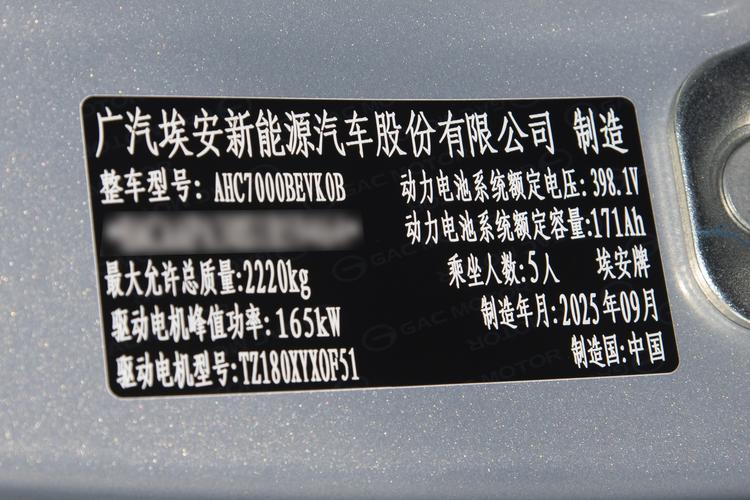 广汽埃安新能源汽车股份有限公司 制造
整车型号: AHC7000BEVK0B
动力电池系统额定电压: 398.1V
动力电池系统额定容量:171Ah
最大允许总质量:2220kg
乘坐人数:5人 埃安牌
驱动电机峰值功率: 165kW
制造年月:2025年09月
驱动电机型号:TZ180XYX0F51
制造国:中国
GAC MOTOR